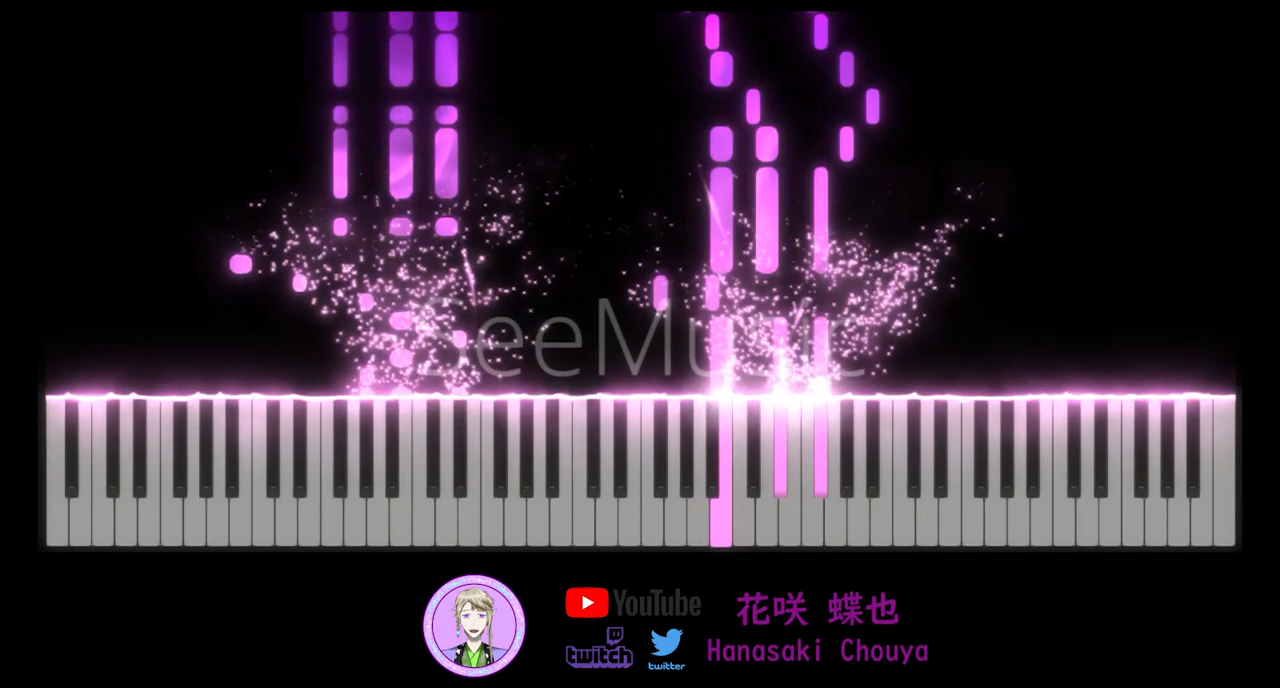 SeeMusic
YouTube
花咲 蝶也
twitch
twitter
Hanasaki Chouya